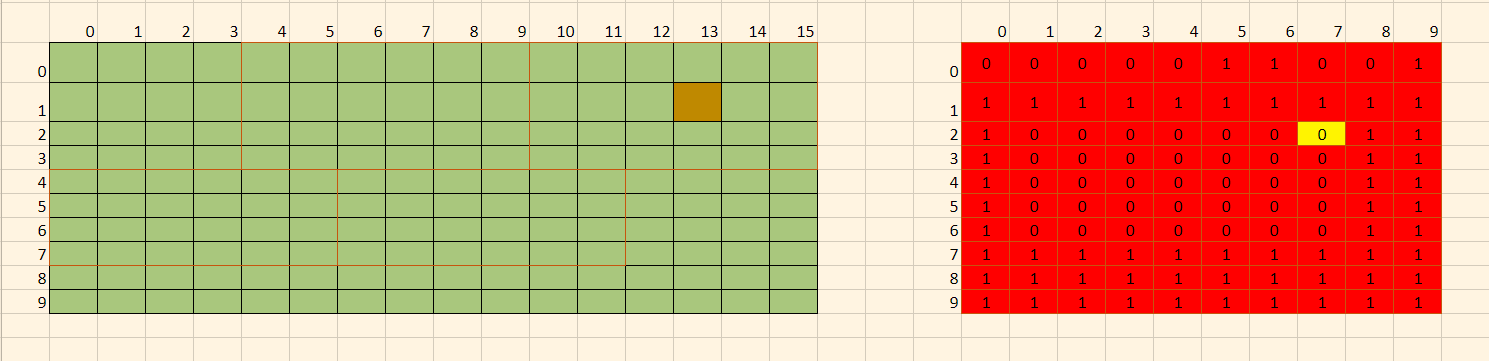 0 1 2 3 4 5 6 7 8 9 10 11 12 13 14 15 0 1 2 3 4 5 6 7 8 9
0 0 0 0 0 0 0 1 1 0 0 1
1 1 1 1 1 1 1 1 1 1 1 1
2 2 1 0 0 0 0 0 0 0 1 1
3 3 1 0 0 0 0 0 0 0 1 1
4 4 1 0 0 0 0 0 0 0 1 1
5 5 1 0 0 0 0 0 0 0 1 1
6 6 1 0 0 0 0 0 0 0 1 1
7 7 1 1 1 1 1 1 1 1 1 1
8 8 1 1 1 1 1 1 1 1 1 1
9 9 1 1 1 1 1 1 1 1 1 1